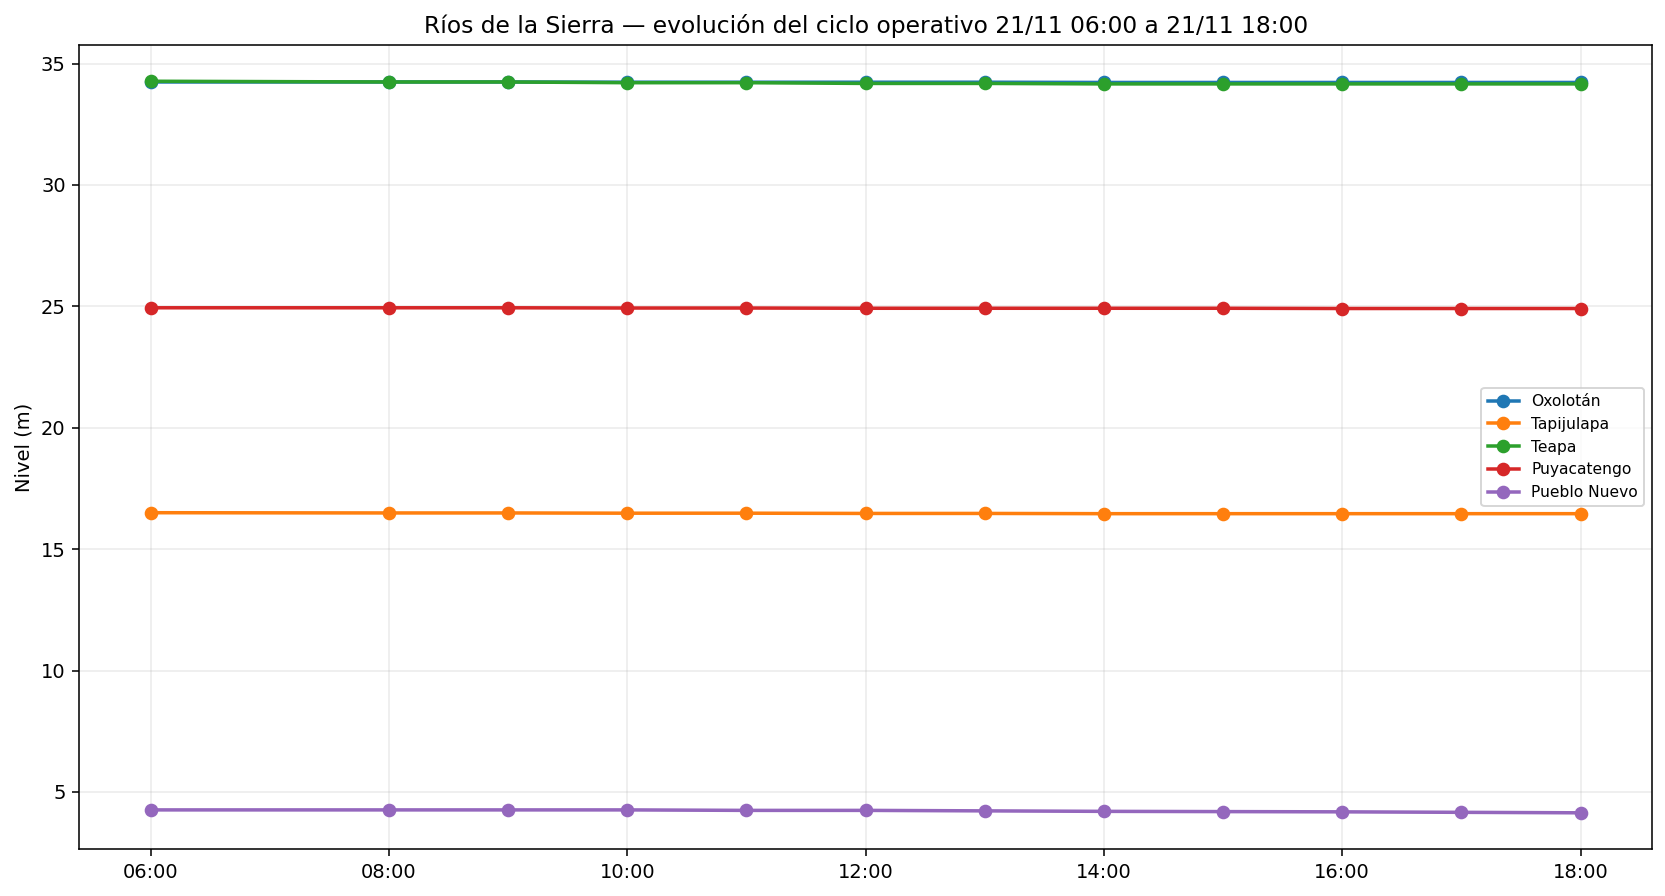 Ríos de la Sierra — evolución del ciclo operativo 21/11 06:00 a 21/11 18:00
Nivel (m)
35
30
25
20
15
10
5
Oxolotán
Tapijulapa
Teapa
Puyacatengo
Pueblo Nuevo
06:00 08:00 10:00 12:00 14:00 16:00 18:00